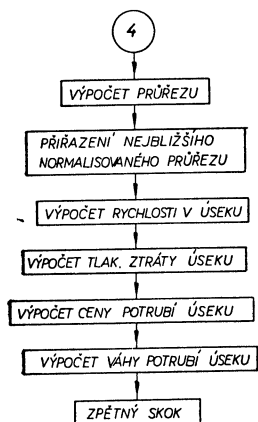 4
VÝPOČET PRŮŘEZU
PŘIŘAZENÍ NEJBLIŽŠÍHO
NORMALISOVANÉHO PRŮŘEZU
VÝPOČET RYCHLOSTI V ÚSEKU
VÝPOČET TLAK. ZTRÁTY ÚSEKU
VÝPOČET CENY POTRUBÍ ÚSEKU
VÝPOČET VÁHY POTRUBÍ ÚSEKU
ZPĚTNÝ SKOK